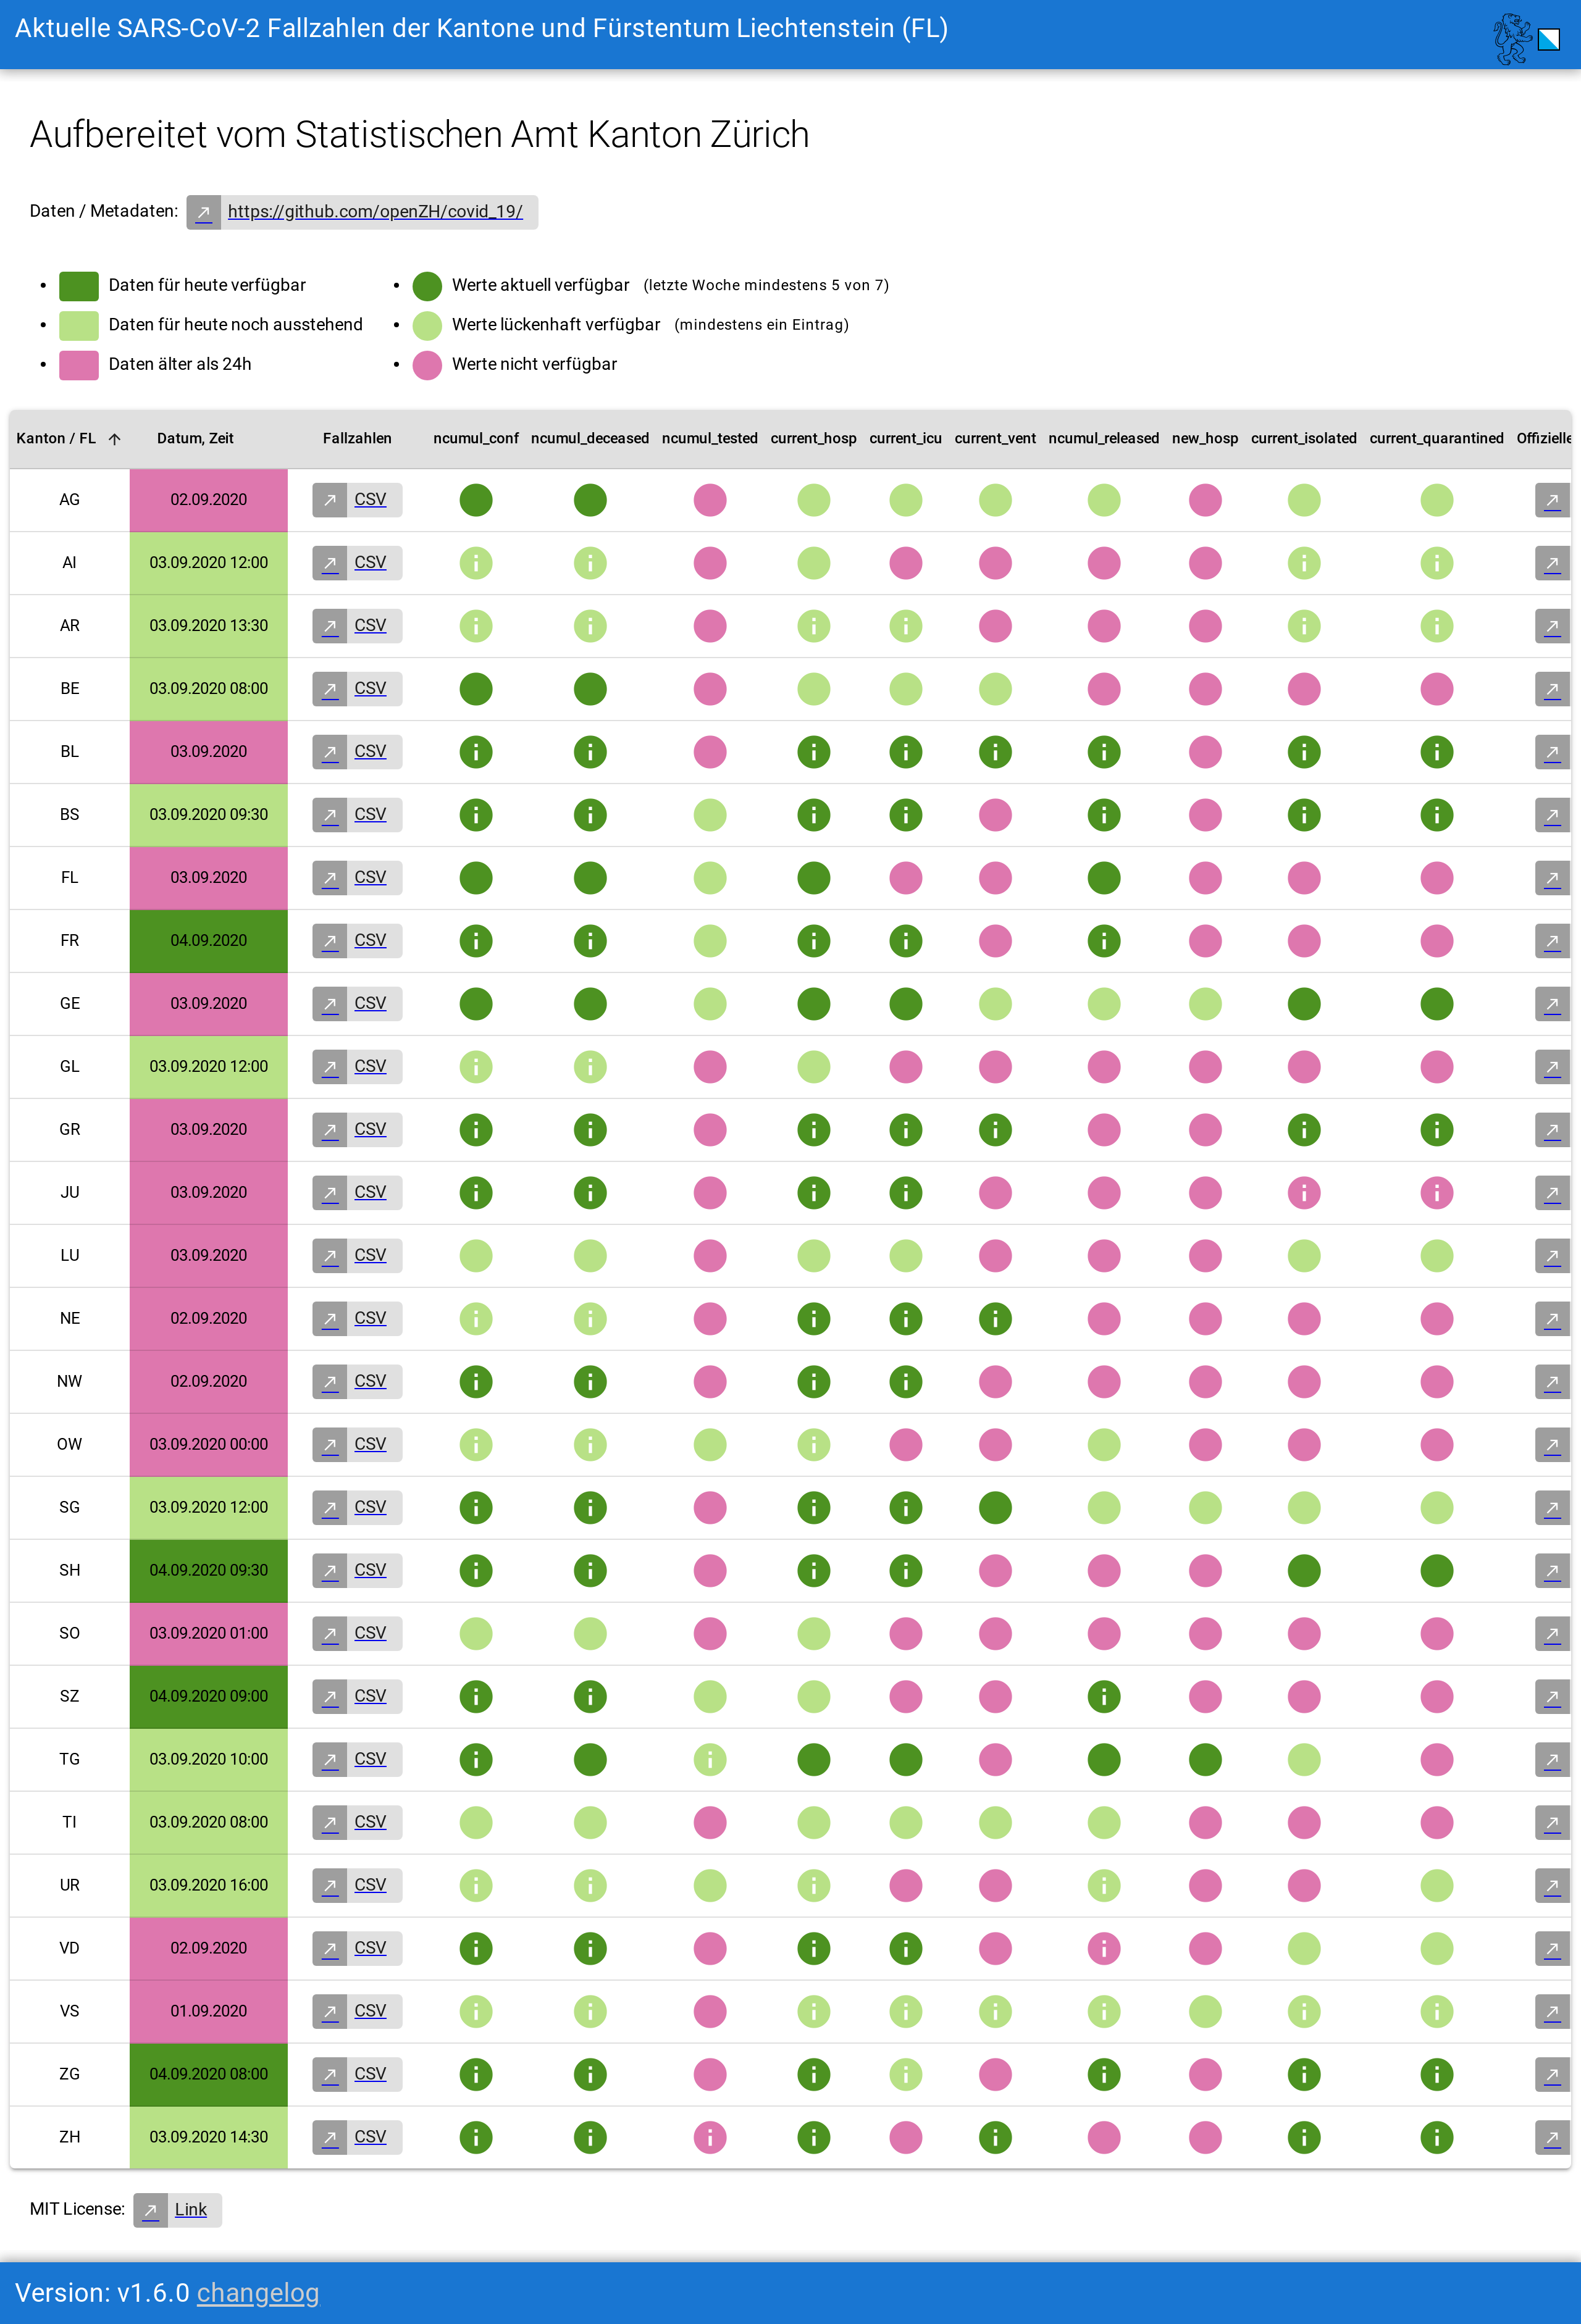 Aktuelle SARS-CoV-2 Fallzahlen der Kantone und Fürstentum Liechtenstein (FL)
Aufbereitet vom Statistischen Amt Kanton Zürich
Daten / Metadaten: https://github.com/openZH/covid_19/
Daten für heute verfügbar
Daten für heute noch ausstehend
Daten älter als 24h
Werte aktuell verfügbar (letzte Woche mindestens 5 von 7)
Werte lückenhaft verfügbar (mindestens ein Eintrag)
Werte nicht verfügbar
Kanton / FL Datum, Zeit Fallzahlen ncumul_conf ncumul_deceased ncumul_tested current_hosp current_icu current_vent ncumul_released new_hosp current_isolated current_quarantined Offizielle
AG 02.09.2020 CSV
AI 03.09.2020 12:00 CSV
AR 03.09.2020 13:30 CSV
BE 03.09.2020 08:00 CSV
BL 03.09.2020 CSV
BS 03.09.2020 09:30 CSV
FL 03.09.2020 CSV
FR 04.09.2020 CSV
GE 03.09.2020 CSV
GL 03.09.2020 12:00 CSV
GR 03.09.2020 CSV
JU 03.09.2020 CSV
LU 03.09.2020 CSV
NE 02.09.2020 CSV
NW 02.09.2020 CSV
OW 03.09.2020 00:00 CSV
SG 03.09.2020 12:00 CSV
SH 04.09.2020 09:30 CSV
SO 03.09.2020 01:00 CSV
SZ 04.09.2020 09:00 CSV
TG 03.09.2020 10:00 CSV
TI 03.09.2020 08:00 CSV
UR 03.09.2020 16:00 CSV
VD 02.09.2020 CSV
VS 01.09.2020 CSV
ZG 04.09.2020 08:00 CSV
ZH 03.09.2020 14:30 CSV
MIT License: Link
Version: v1.6.0 changelog